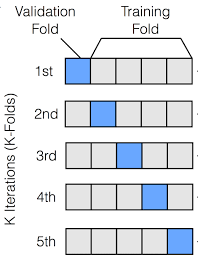 Validation Training
Fold Fold
1st
2nd
3rd
4th
5th
K Iterations (K-Folds)